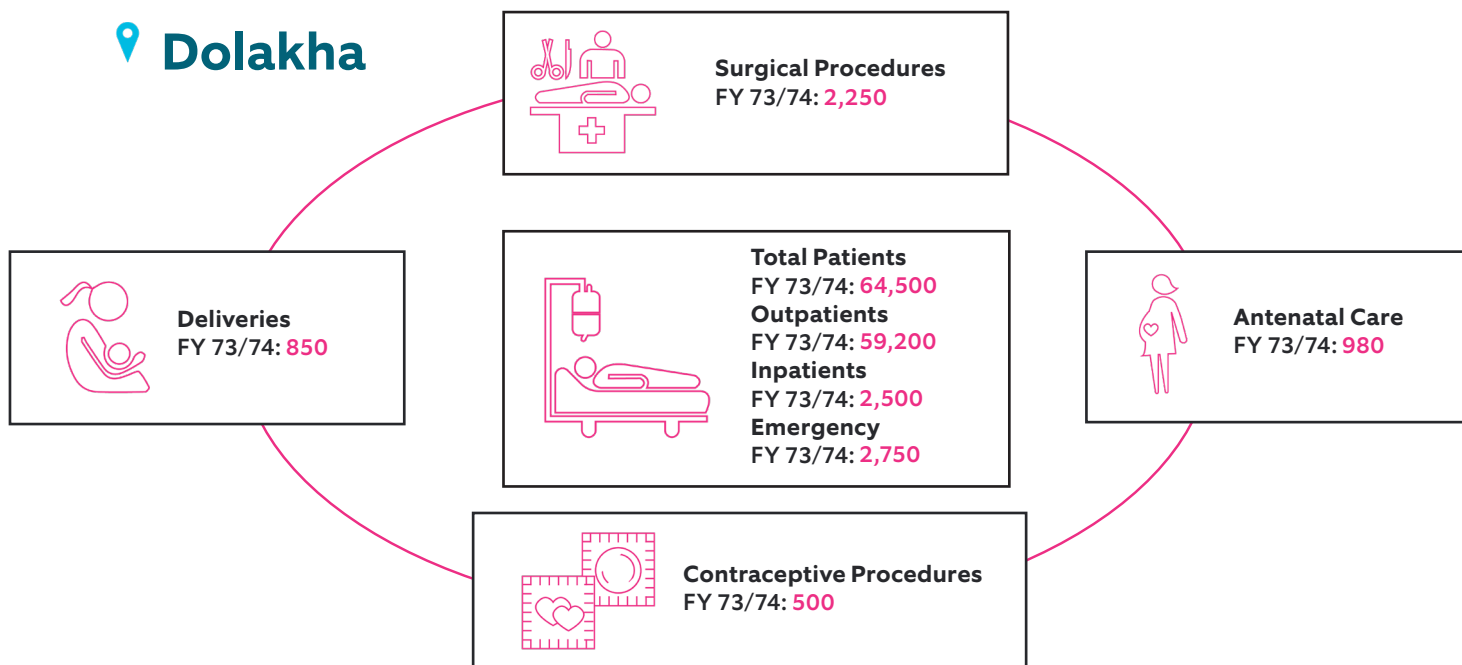 Dolakha
Surgical Procedures
FY 73/74: 2,250
Deliveries
FY 73/74: 850
Total Patients
FY 73/74: 64,500
Outpatients
FY 73/74: 59,200
Inpatients
FY 73/74: 2,500
Emergency
FY 73/74: 2,750
Antenatal Care
FY 73/74: 980
Contraceptive Procedures
FY 73/74: 500